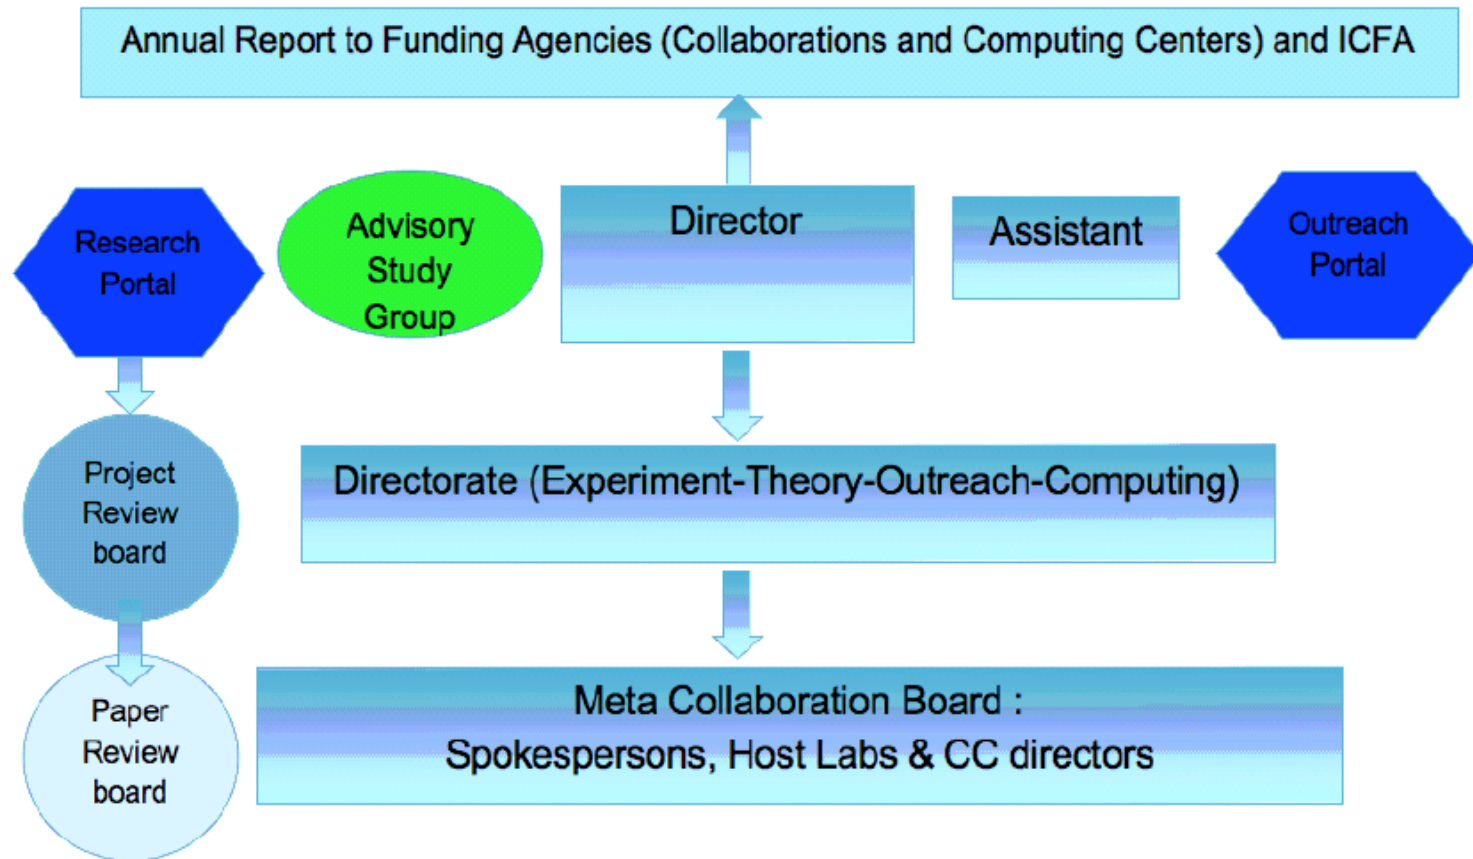 Annual Report to Funding Agencies (Collaborations and Computing Centers) and ICFA
Research
Portal
Advisory
Study
Group
Director
Assistant
Outreach
Portal
Project
Review
board
Directorate (Experiment-Theory-Outreach-Computing)
Paper
Review
board
Meta Collaboration Board :
Spokespersons, Host Labs & CC directors